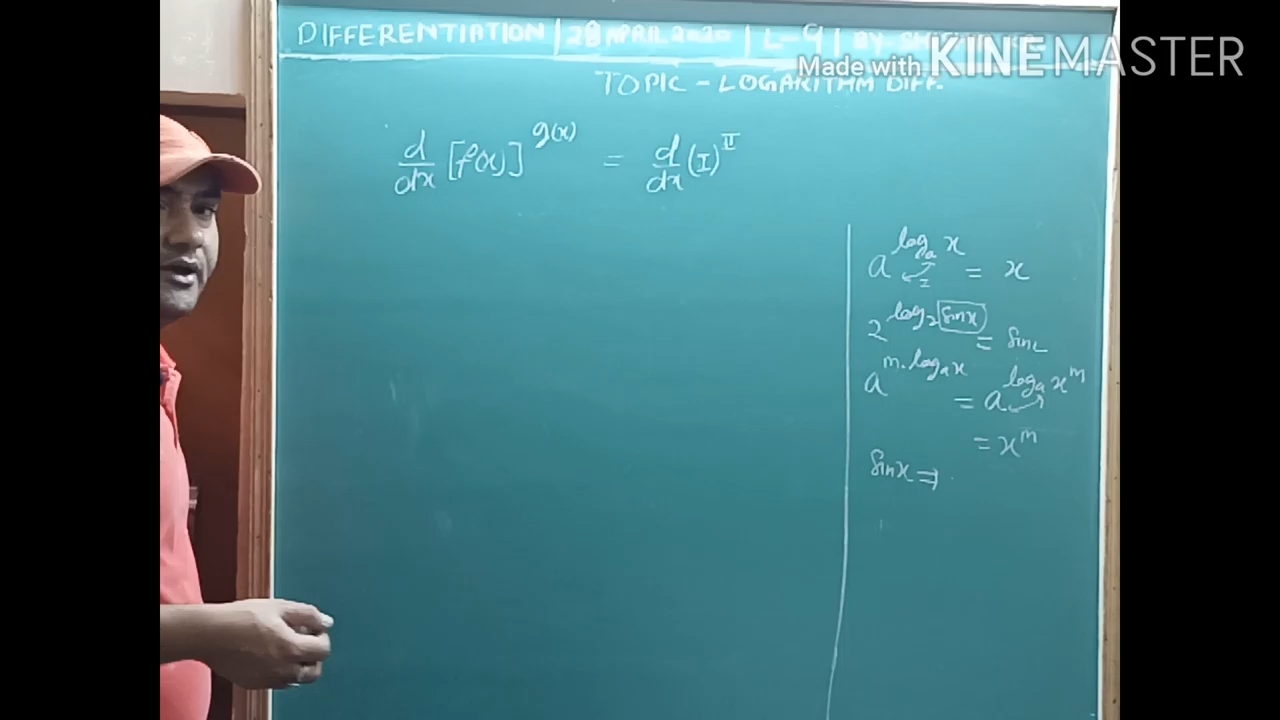 DIFFERENTIATION | 28 APRIL 2020 | L-9 | BY
Made with KINEMASTER
TOPIC - LOGARITHM DIFF.
d/dx [f(x)]^g(x) = d/dx (I)^II
a^log_a x = x
2^log_2 sinx = sinx
a^m.log_a x
= a^log_a x^m
= x^m
sinx ⇒